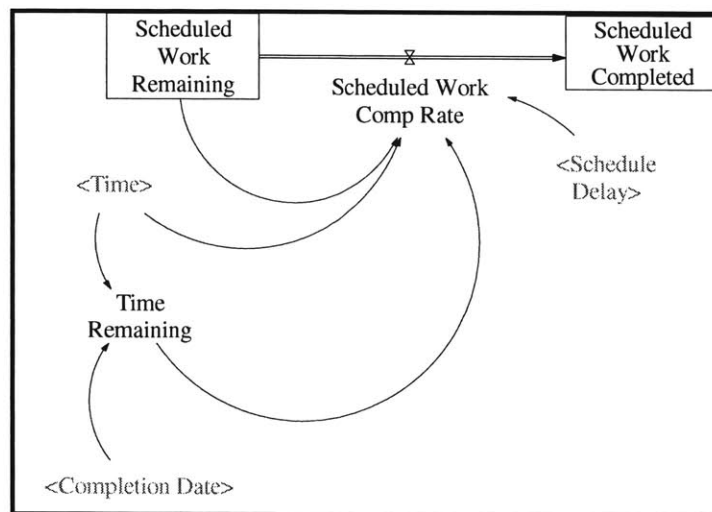 Scheduled
Work
Remaining
Scheduled
Work
Completed
Scheduled Work
Comp Rate
<Schedule
Delay>
<Time>
Time
Remaining
<Completion Date>